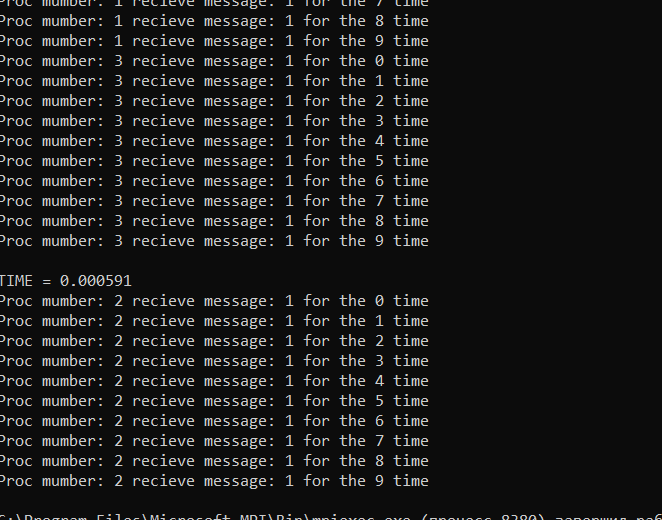 Proc mumber: 1 recieve message: 1 for the 7 time
Proc mumber: 1 recieve message: 1 for the 8 time
Proc mumber: 1 recieve message: 1 for the 9 time
Proc mumber: 3 recieve message: 1 for the 0 time
Proc mumber: 3 recieve message: 1 for the 1 time
Proc mumber: 3 recieve message: 1 for the 2 time
Proc mumber: 3 recieve message: 1 for the 3 time
Proc mumber: 3 recieve message: 1 for the 4 time
Proc mumber: 3 recieve message: 1 for the 5 time
Proc mumber: 3 recieve message: 1 for the 6 time
Proc mumber: 3 recieve message: 1 for the 7 time
Proc mumber: 3 recieve message: 1 for the 8 time
Proc mumber: 3 recieve message: 1 for the 9 time
TIME = 0.000591
Proc mumber: 2 recieve message: 1 for the 0 time
Proc mumber: 2 recieve message: 1 for the 1 time
Proc mumber: 2 recieve message: 1 for the 2 time
Proc mumber: 2 recieve message: 1 for the 3 time
Proc mumber: 2 recieve message: 1 for the 4 time
Proc mumber: 2 recieve message: 1 for the 5 time
Proc mumber: 2 recieve message: 1 for the 6 time
Proc mumber: 2 recieve message: 1 for the 7 time
Proc mumber: 2 recieve message: 1 for the 8 time
Proc mumber: 2 recieve message: 1 for the 9 time
C:\Program Files\Microsoft MPI\Bin\mpiexec.exe (процесс 8280) завершил раб